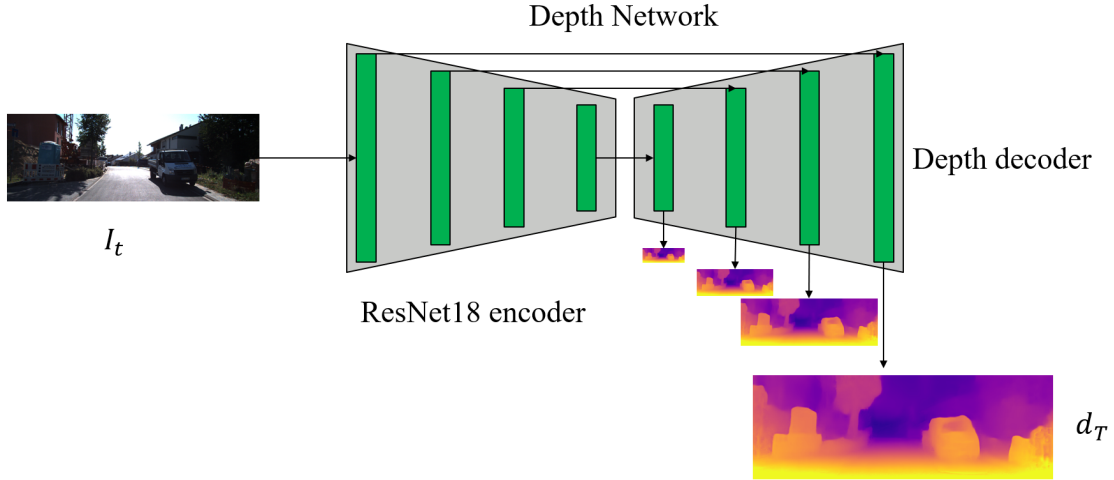 Depth Network
Depth decoder
I_t
ResNet18 encoder
d_T